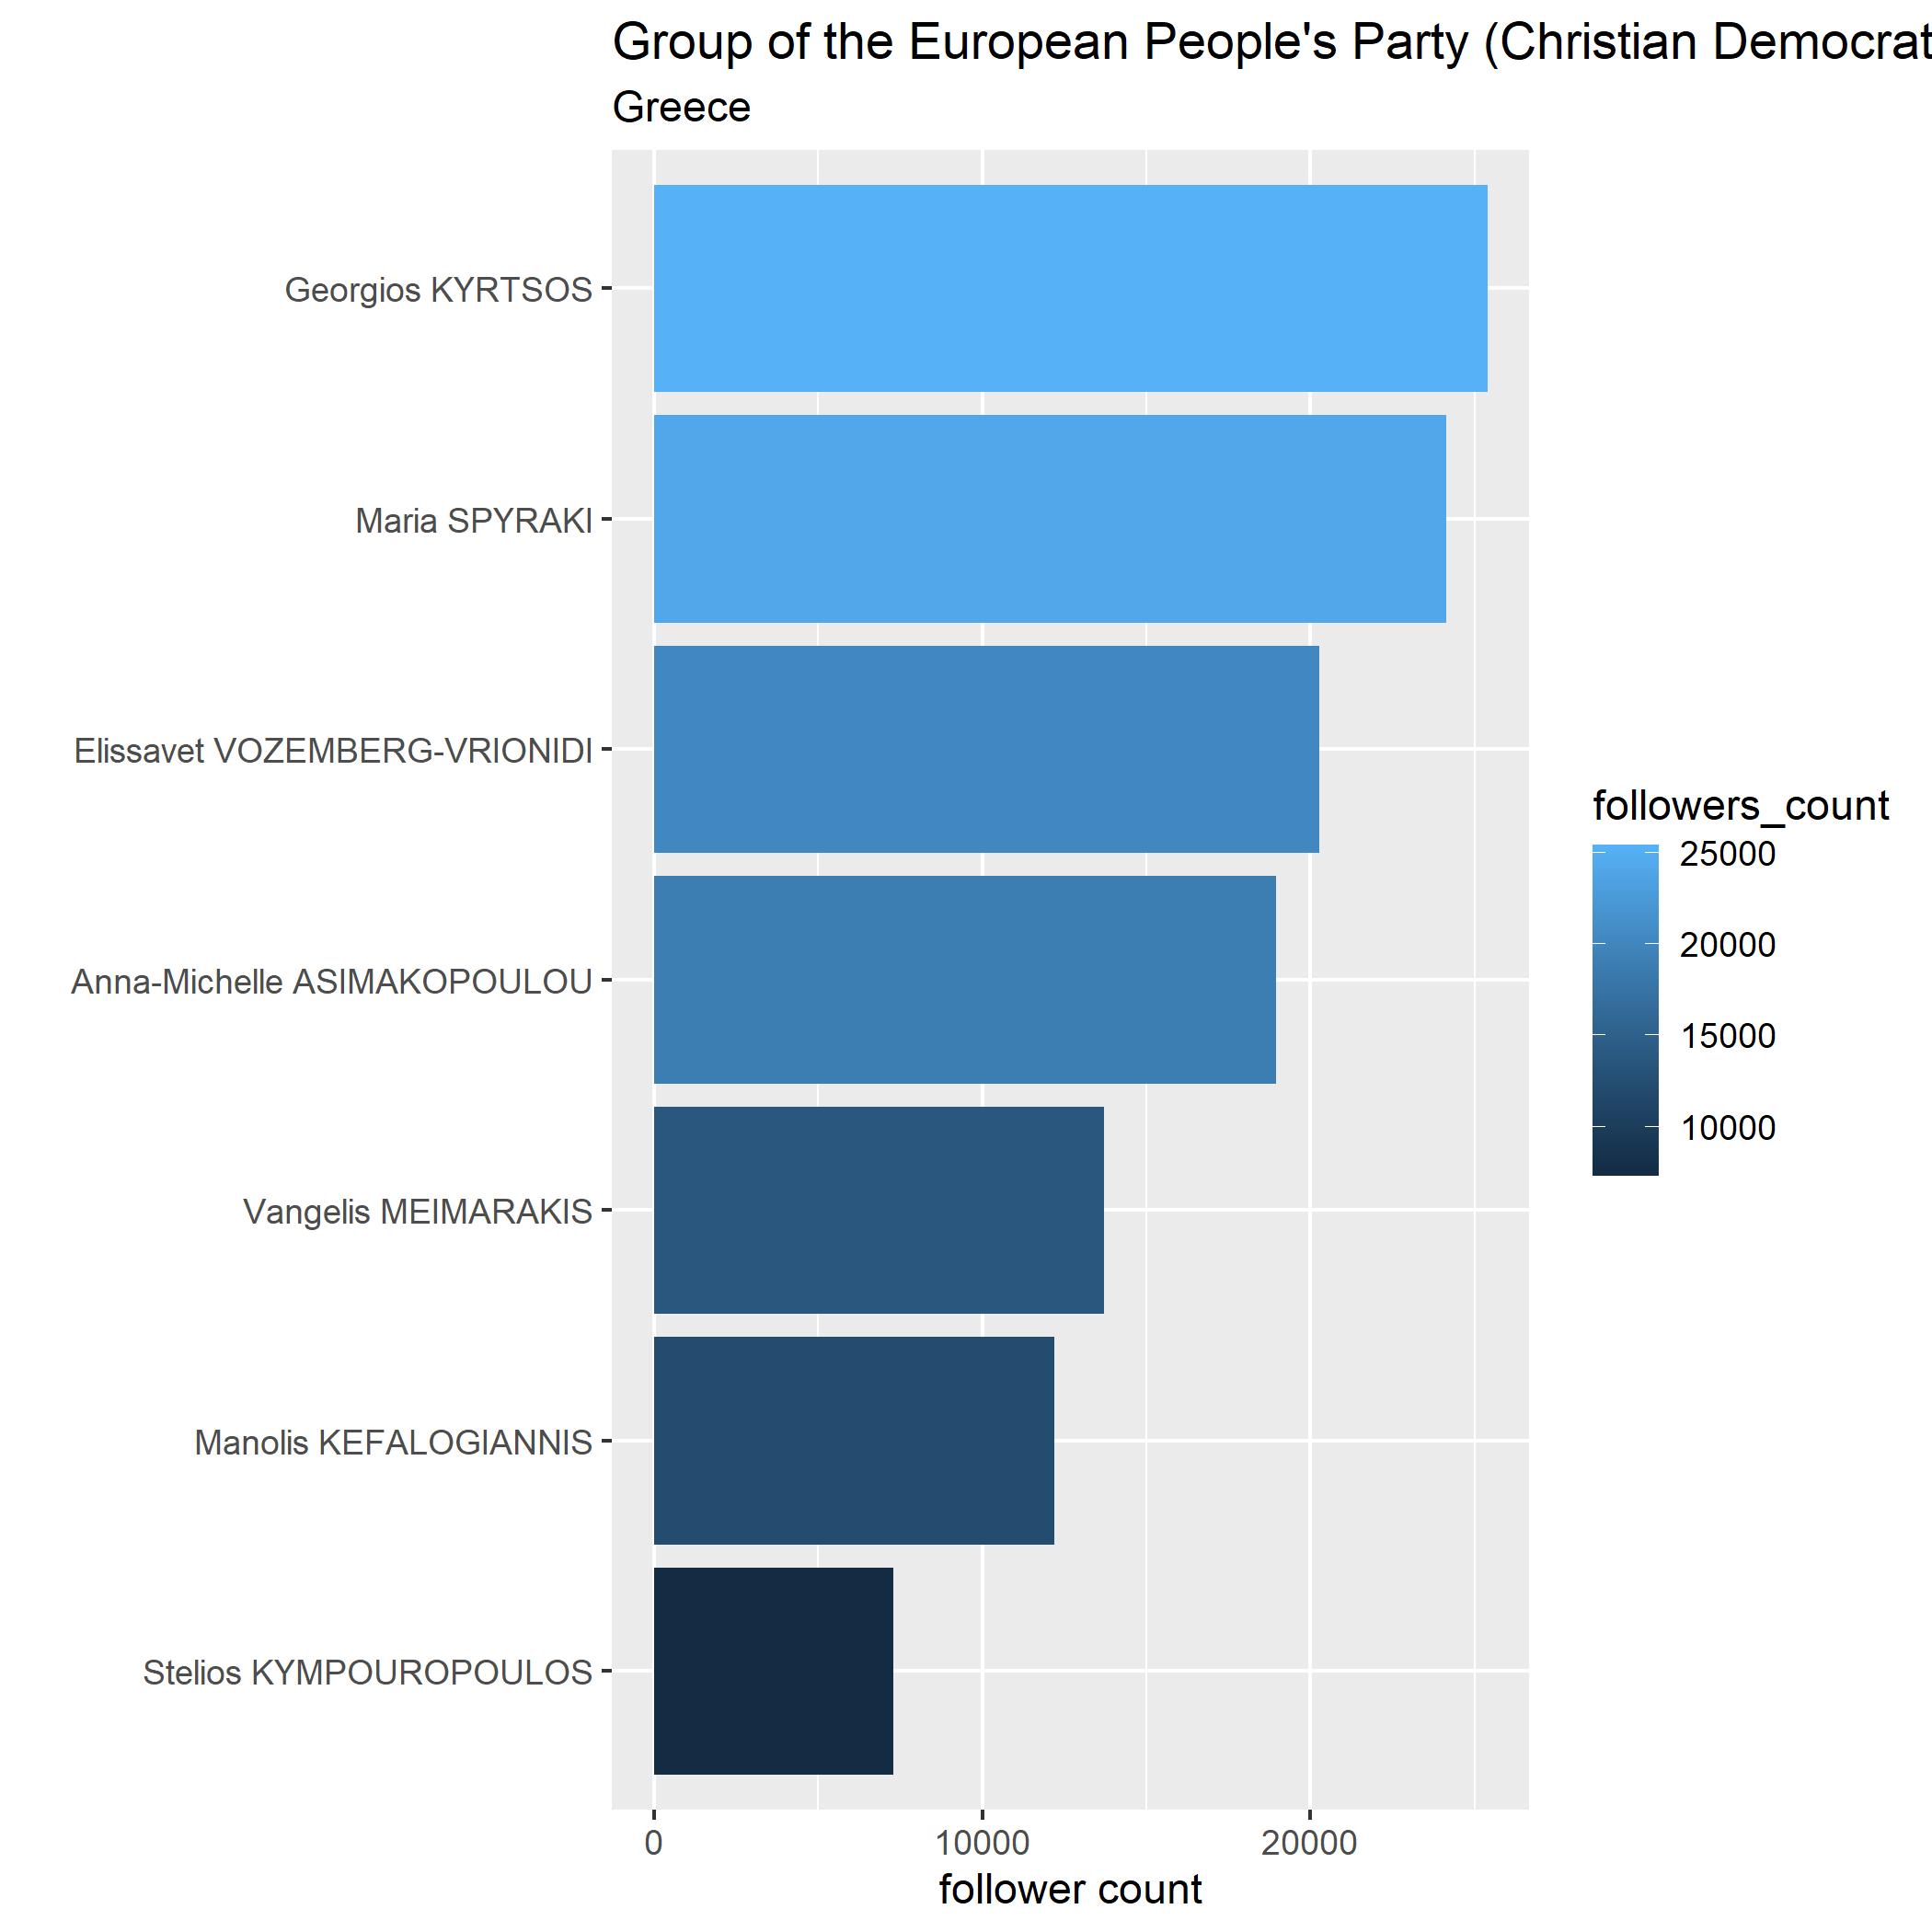 Group of the European People's Party (Christian Democrat
Greece
Georgios KYRTSOS
Maria SPYRAKI
Elissavet VOZEMBERG-VRIONIDI
Anna-Michelle ASIMAKOPOULOU
Vangelis MEIMARAKIS
Manolis KEFALOGIANNIS
Stelios KYMPOUROPOULOS
0 10000 20000
follower count
followers_count
25000
20000
15000
10000